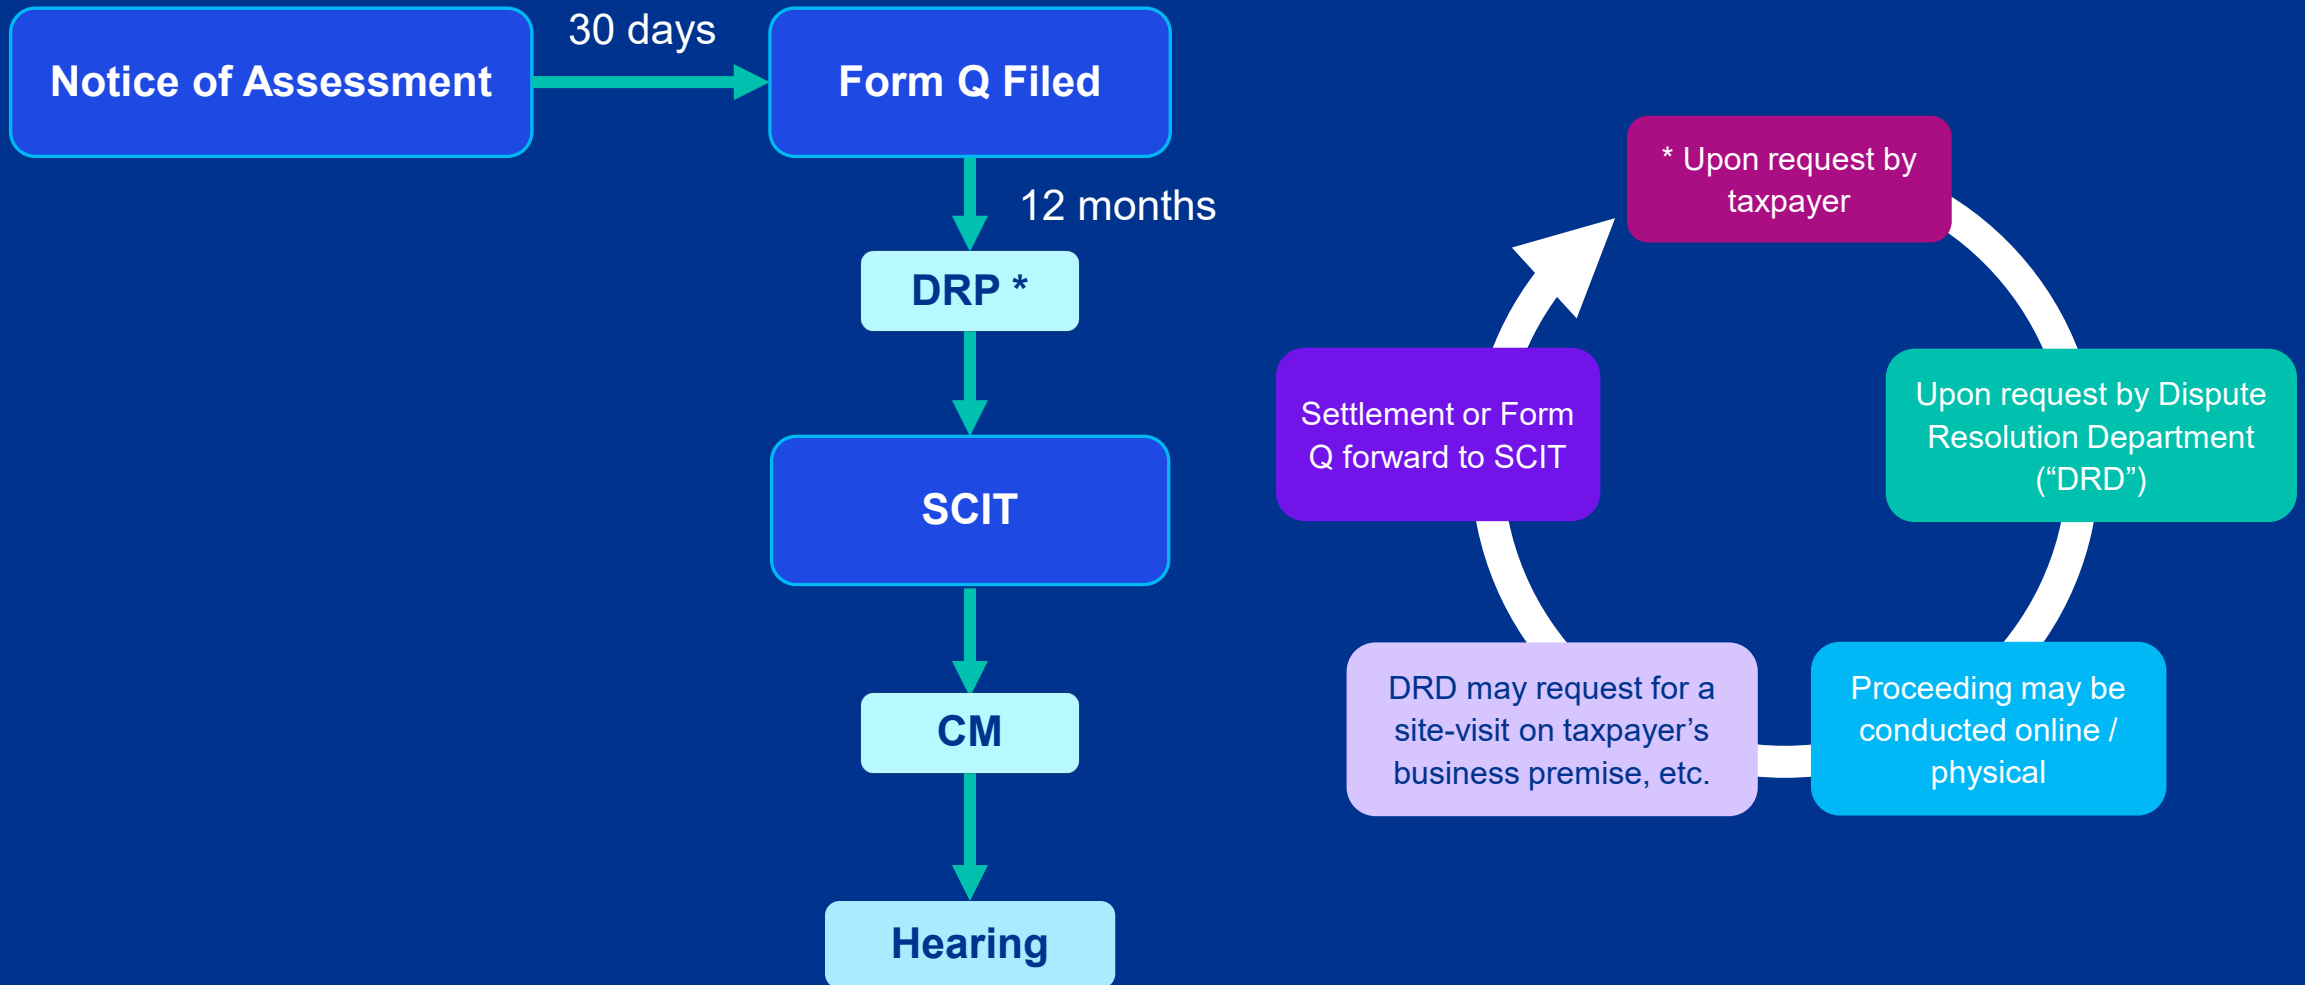 Notice of Assessment
30 days
Form Q Filed
12 months
DRP *
SCIT
CM
Hearing
* Upon request by
taxpayer
Upon request by Dispute
Resolution Department
(“DRD”)
Proceeding may be
conducted online /
physical
DRD may request for a
site-visit on taxpayer’s
business premise, etc.
Settlement or Form
Q forward to SCIT